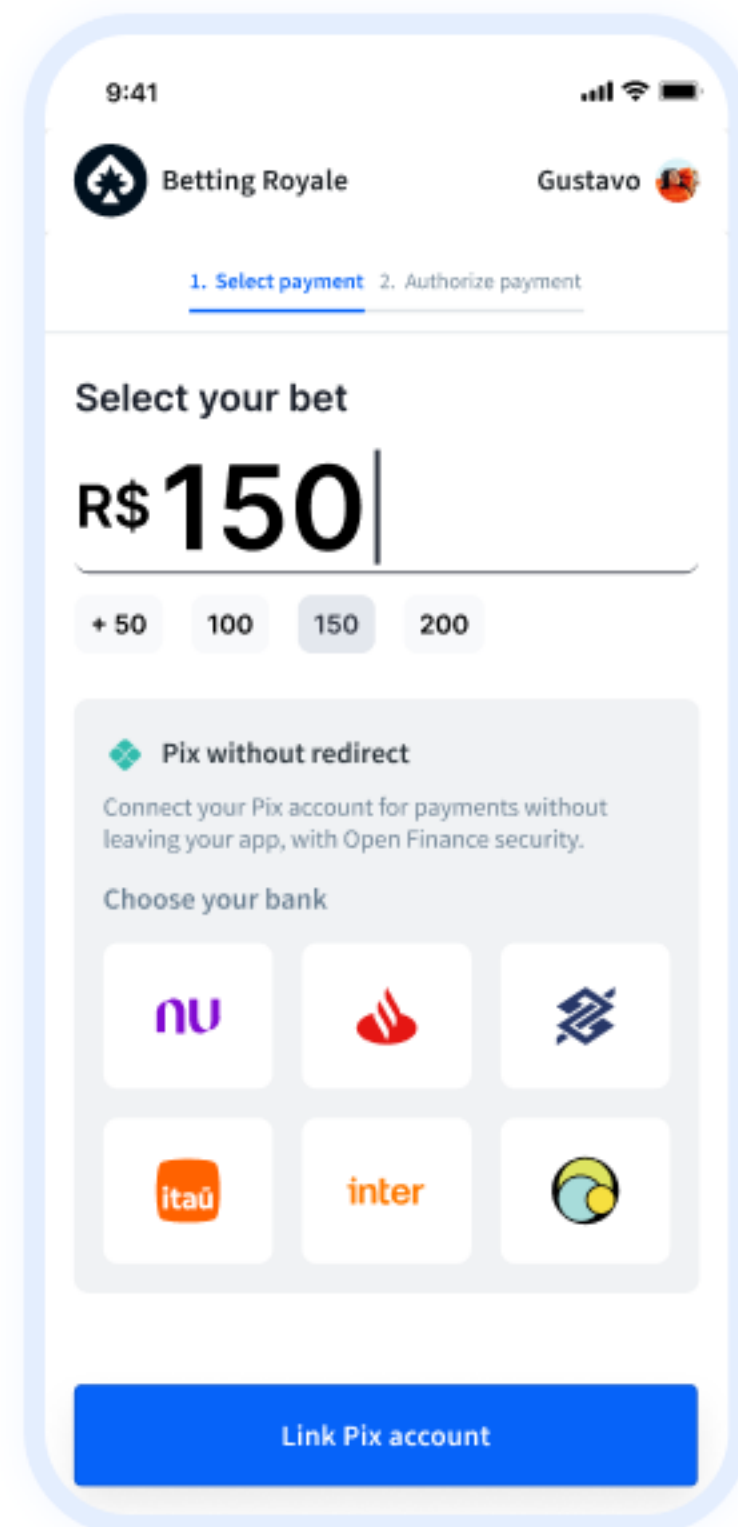 9:41
Betting Royale
Gustavo
1. Select payment 2. Authorize payment
Select your bet
R$ 150
+ 50 100 150 200
Pix without redirect
Connect your Pix account for payments without
leaving your app, with Open Finance security.
Choose your bank
nu
itaú inter
Link Pix account